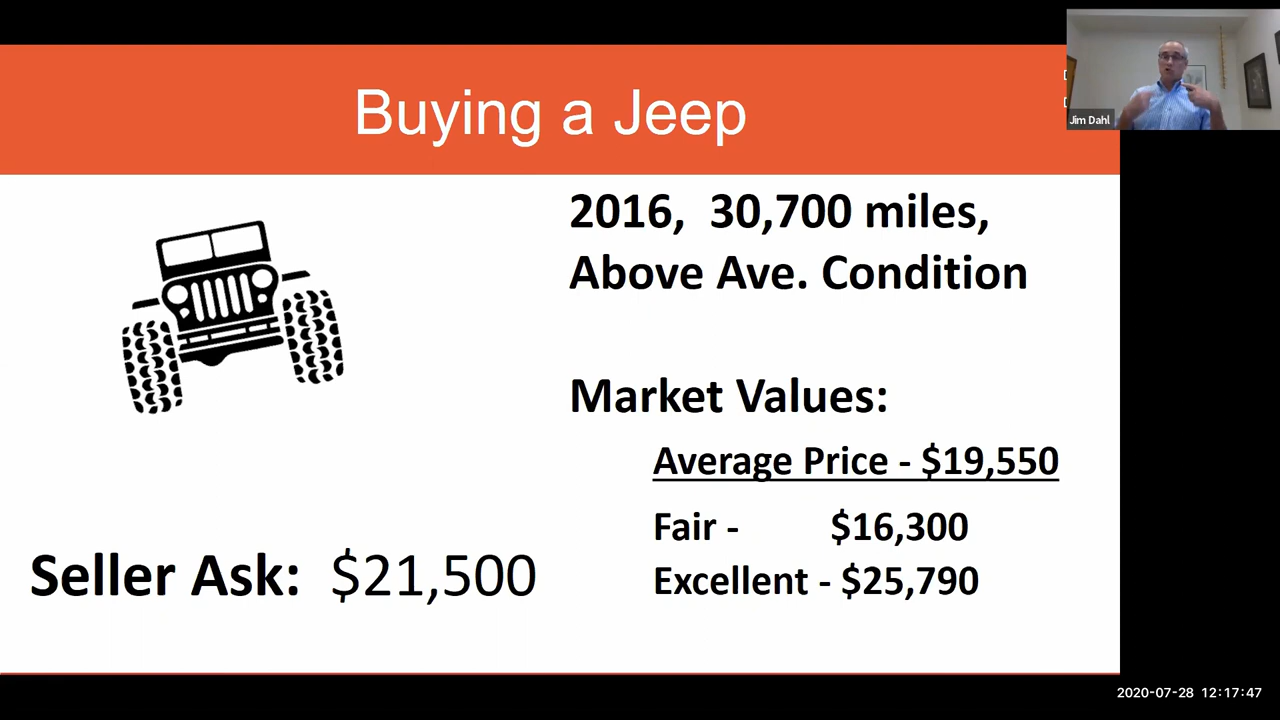 Buying a Jeep
Jim Dahl
2016, 30,700 miles,
Above Ave. Condition
Market Values:
Average Price - $19,550
Fair - $16,300
Excellent - $25,790
Seller Ask: $21,500
2020-07-28 12:17:47